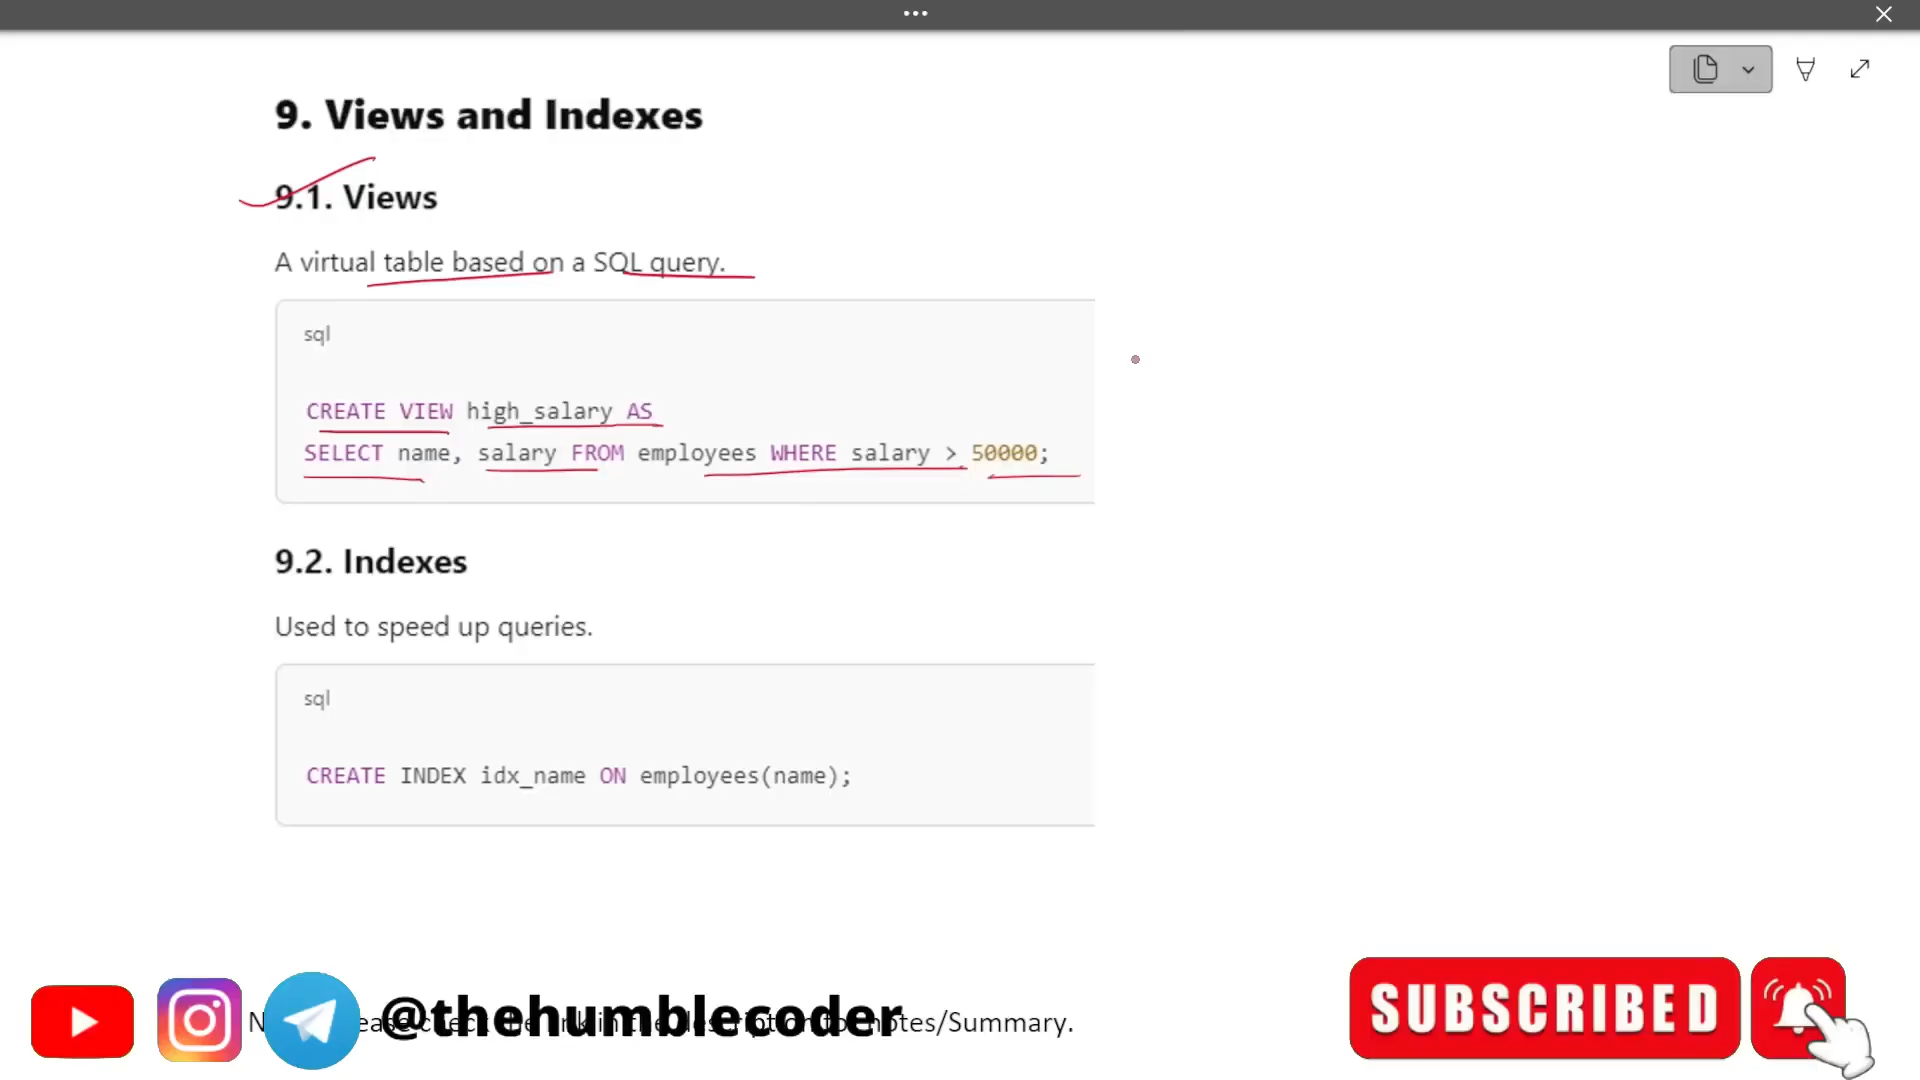 9. Views and Indexes
9.1. Views
A virtual table based on a SQL query.
sql
CREATE VIEW high_salary AS
SELECT name, salary FROM employees WHERE salary > 50000;
9.2. Indexes
Used to speed up queries.
sql
CREATE INDEX idx_name ON employees(name);
@thehumblecoder
notes/Summary.
SUBSCRIBED